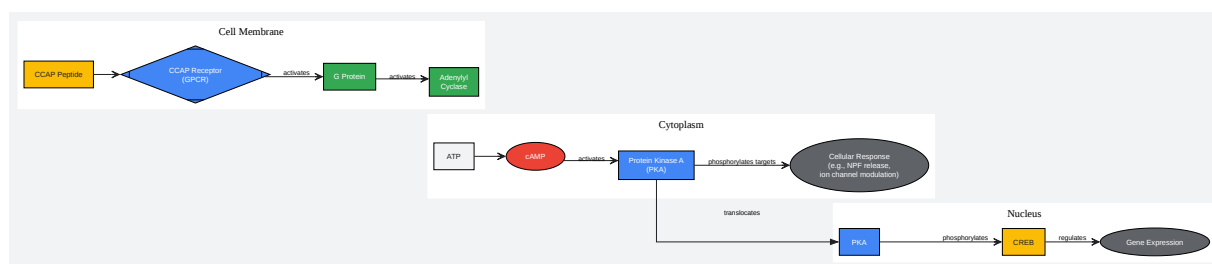 Cell Membrane
CCAP Peptide
CCAP Receptor
(GPCR)
activates
G Protein
activates
Adenylyl
Cyclase
Cytoplasm
ATP
cAMP
activates
Protein Kinase A
(PKA)
phosphorylates targets
Cellular Response
(e.g., NPF release,
ion channel modulation)
translocates
Nucleus
PKA
phosphorylates
CREB
regulates
Gene Expression